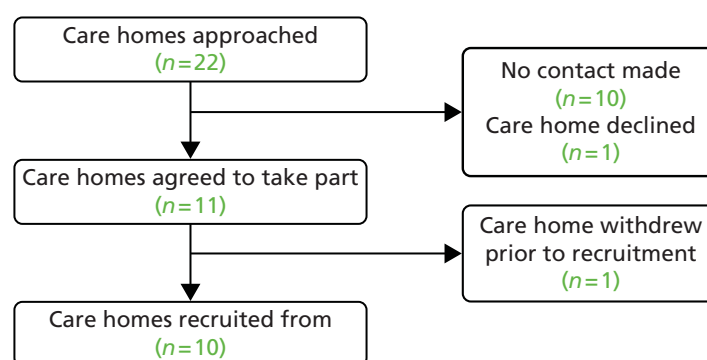 Care homes approached
(n=22)
No contact made
(n=10)
Care home declined
(n=1)
Care homes agreed to take part
(n=11)
Care home withdrew
prior to recruitment
(n=1)
Care homes recruited from
(n=10)